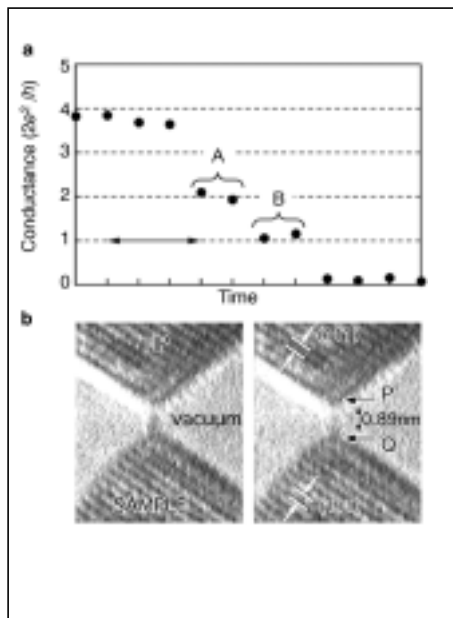 a
Conductance (2e²/h)
5
4
3
2
1
0
A
B
Time
b
vacuum
SAMPLE
P
0.89nm
Q